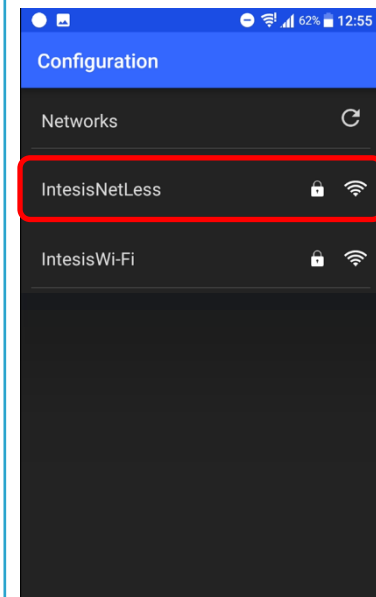 62% 12:55
Configuration
Networks
IntesisNetLess
IntesisWi-Fi